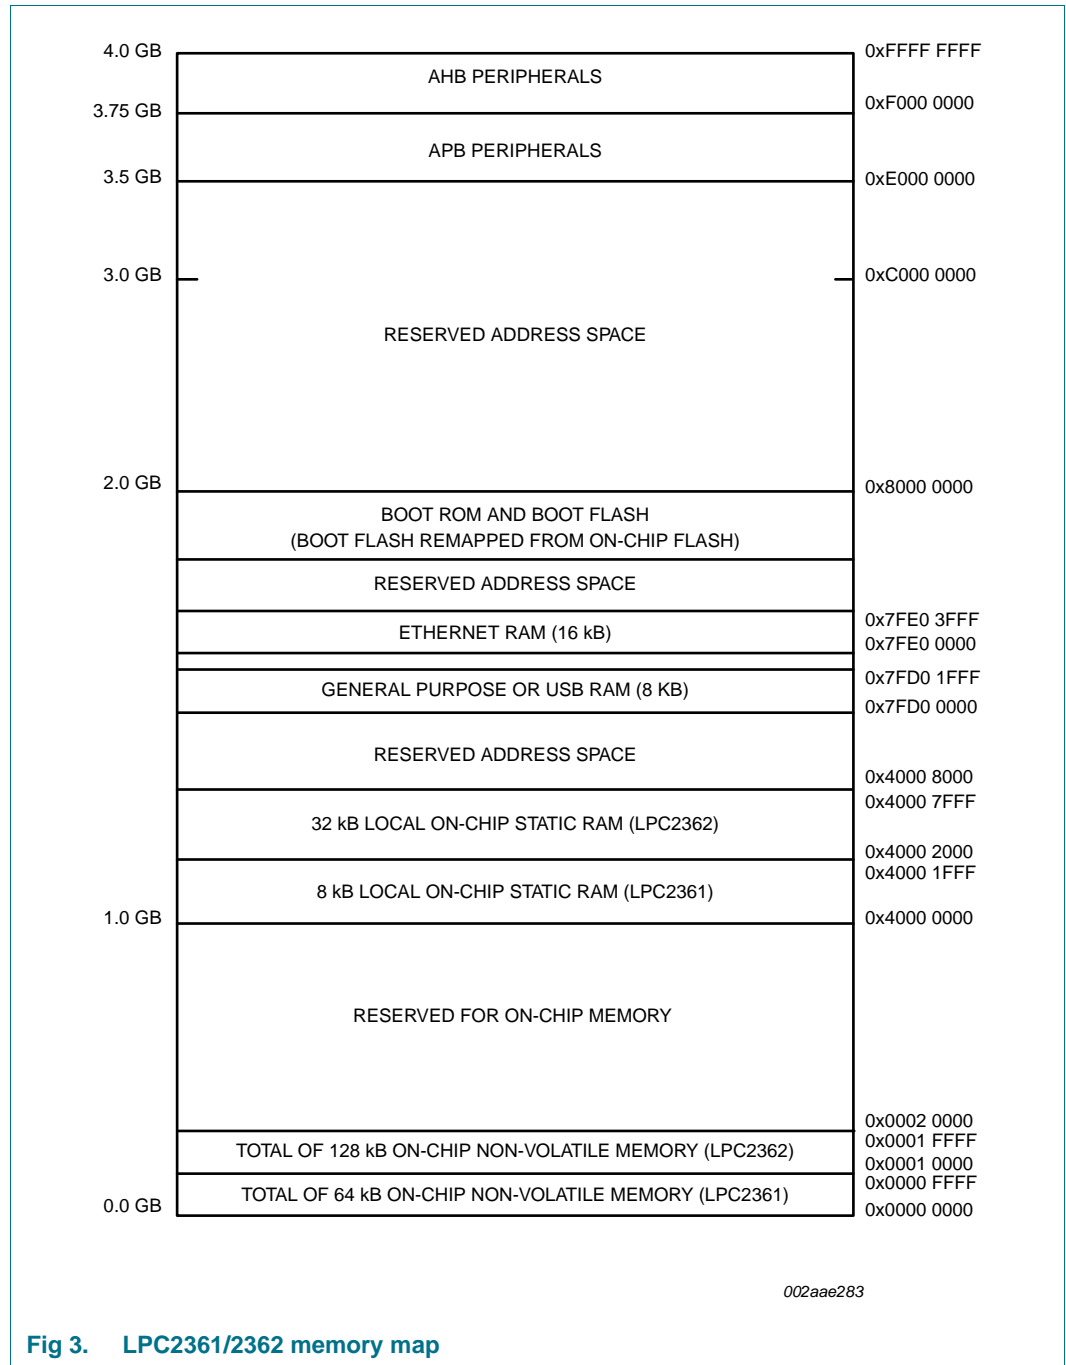 4.0 GB
0xFFFF FFFF
AHB PERIPHERALS
3.75 GB
0xF000 0000
APB PERIPHERALS
3.5 GB
0xE000 0000
3.0 GB
0xC000 0000
RESERVED ADDRESS SPACE
2.0 GB
0x8000 0000
BOOT ROM AND BOOT FLASH
(BOOT FLASH REMAPPED FROM ON-CHIP FLASH)
RESERVED ADDRESS SPACE
0x7FE0 3FFF
ETHERNET RAM (16 kB)
0x7FE0 0000
0x7FD0 1FFF
GENERAL PURPOSE OR USB RAM (8 KB)
0x7FD0 0000
RESERVED ADDRESS SPACE
0x4000 8000
0x4000 7FFF
32 kB LOCAL ON-CHIP STATIC RAM (LPC2362)
0x4000 2000
0x4000 1FFF
8 kB LOCAL ON-CHIP STATIC RAM (LPC2361)
1.0 GB
0x4000 0000
RESERVED FOR ON-CHIP MEMORY
0x0002 0000
0x0001 FFFF
TOTAL OF 128 kB ON-CHIP NON-VOLATILE MEMORY (LPC2362)
0x0001 0000
0x0000 FFFF
TOTAL OF 64 kB ON-CHIP NON-VOLATILE MEMORY (LPC2361)
0.0 GB
0x0000 0000
002aae283
Fig 3. LPC2361/2362 memory map